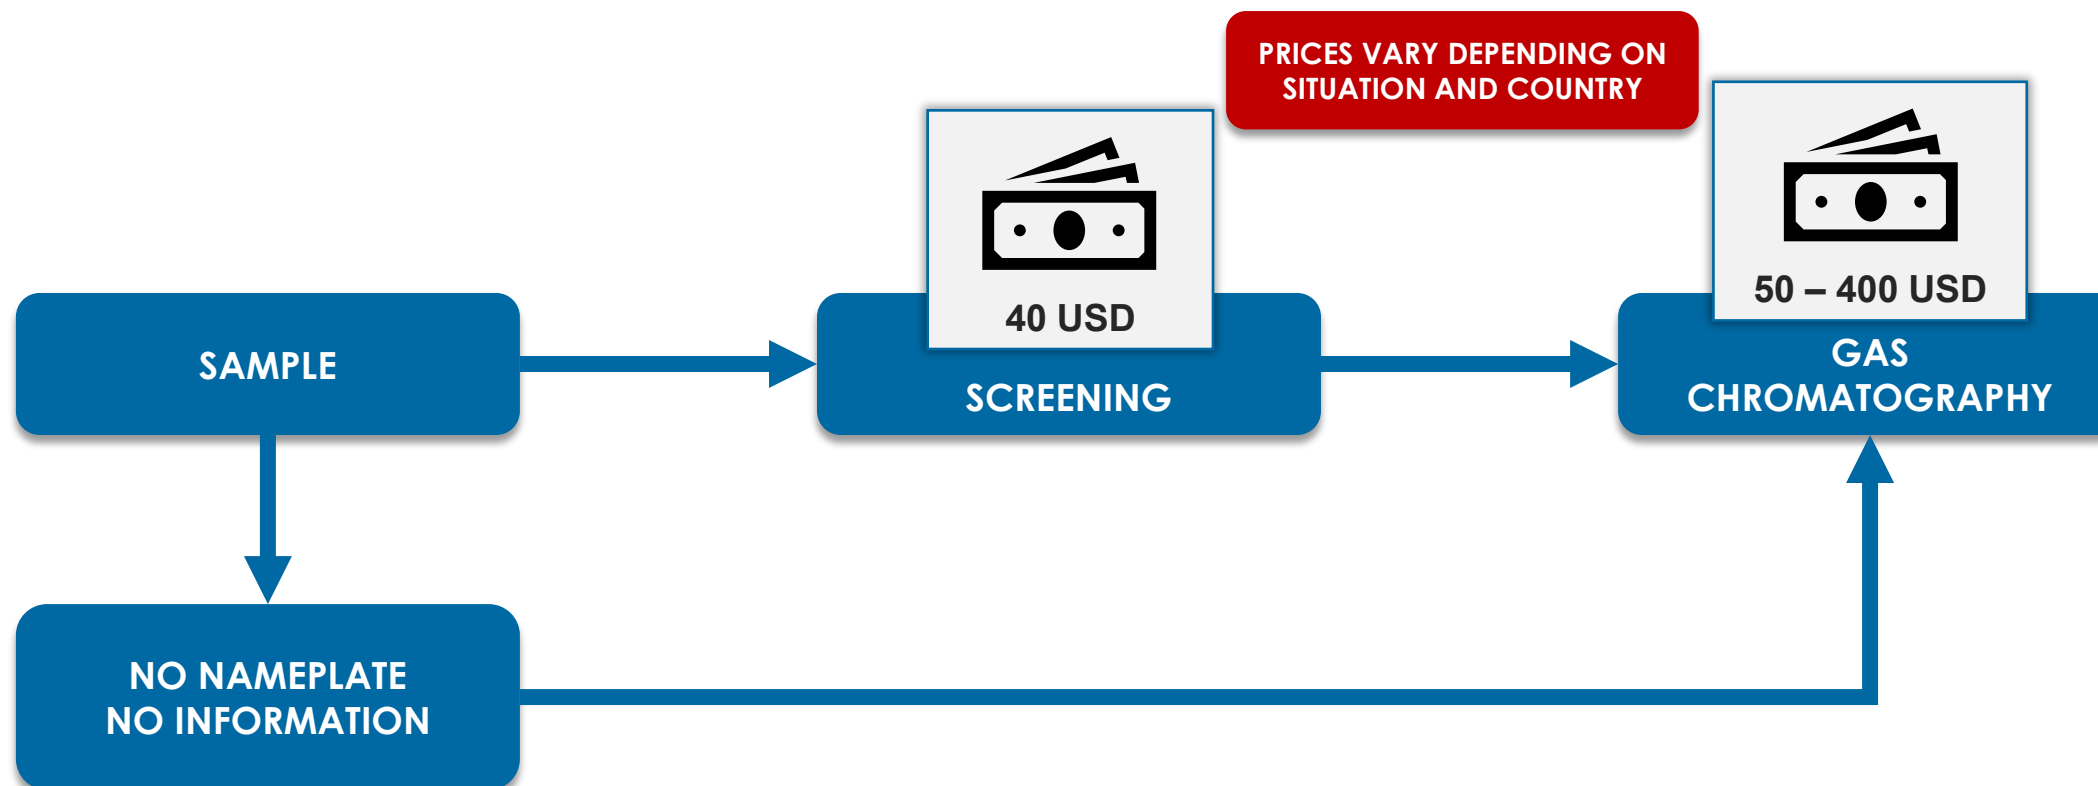 PRICES VARY DEPENDING ON
SITUATION AND COUNTRY
40 USD
50 – 400 USD
SAMPLE
SCREENING
GAS
CHROMATOGRAPHY
NO NAMEPLATE
NO INFORMATION